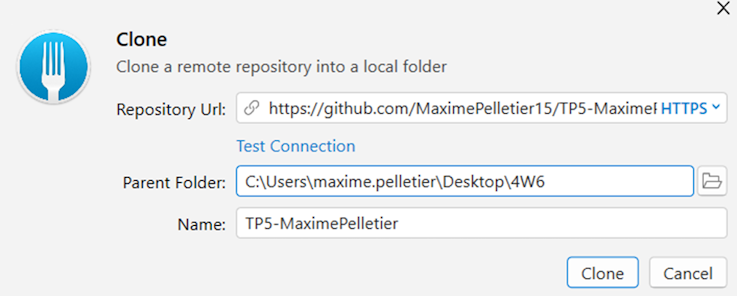 Clone
Clone a remote repository into a local folder
Repository Url: https://github.com/MaximePelletier15/TP5-Maxime HTTPS
Test Connection
Parent Folder: C:\Users\maxime.pelletier\Desktop\4W6
Name: TP5-MaximePelletier
Clone Cancel